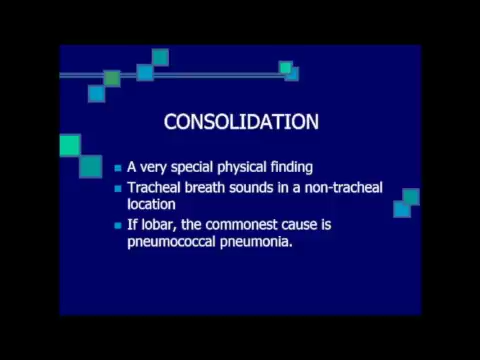 CONSOLIDATION
A very special physical finding
Tracheal breath sounds in a non-tracheal
location
If lobar, the commonest cause is
pneumococcal pneumonia.